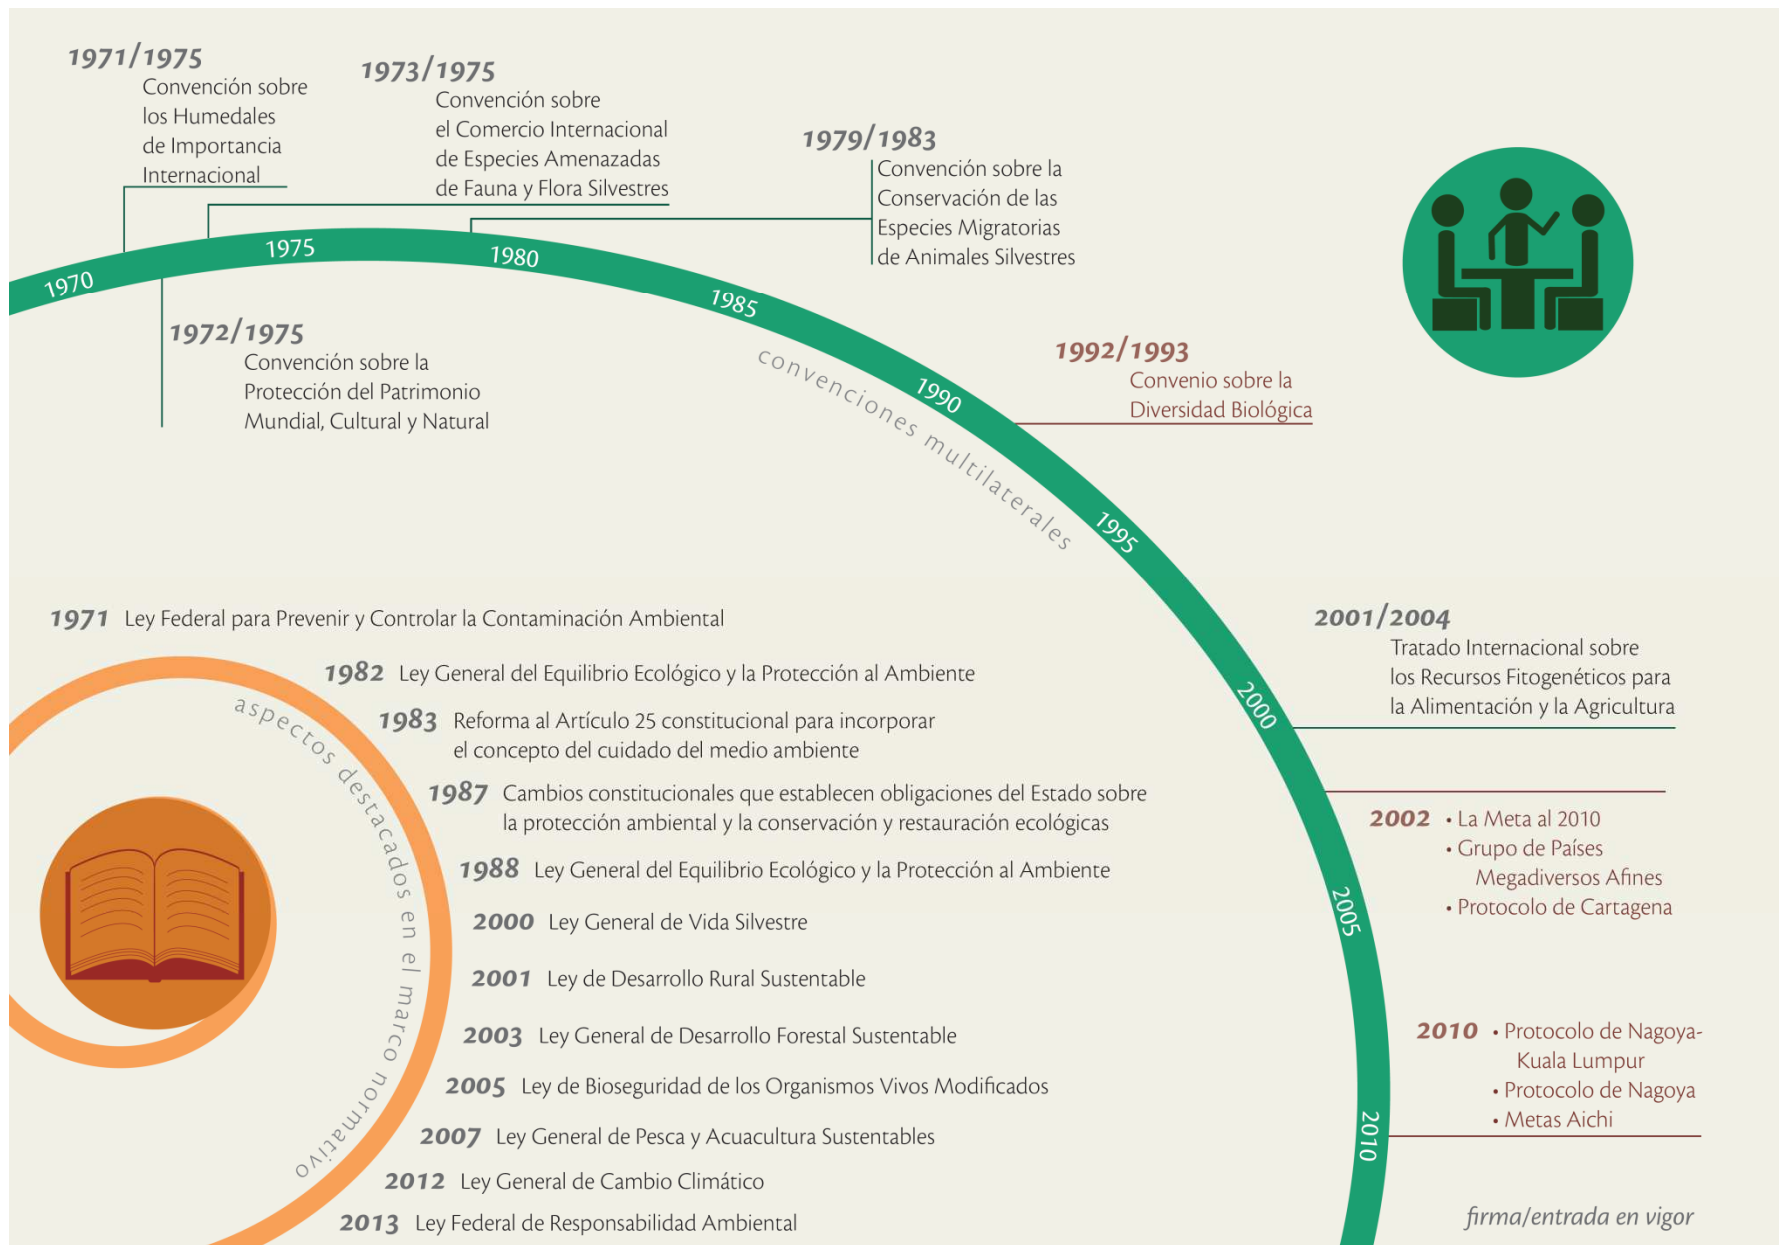 1971/1975
Convención sobre
los Humedales
de Importancia
Internacional
1973/1975
Convención sobre
el Comercio Internacional
de Especies Amenazadas
de Fauna y Flora Silvestres
1979/1983
Convención sobre la
Conservación de las
Especies Migratorias
de Animales Silvestres
1970
1975
1980
1985
1990
1995
2000
2005
2010
convenciones multilaterales
1972/1975
Convención sobre la
Protección del Patrimonio
Mundial, Cultural y Natural
1992/1993
Convenio sobre la
Diversidad Biológica
2001/2004
Tratado Internacional sobre
los Recursos Fitogenéticos para
la Alimentación y la Agricultura
2002 • La Meta al 2010
• Grupo de Países
Megadiversos Afines
• Protocolo de Cartagena
2010 • Protocolo de Nagoya-
Kuala Lumpur
• Protocolo de Nagoya
• Metas Aichi
firma/entrada en vigor
aspectos destacados en el marco normativo
1971 Ley Federal para Prevenir y Controlar la Contaminación Ambiental
1982 Ley General del Equilibrio Ecológico y la Protección al Ambiente
1983 Reforma al Artículo 25 constitucional para incorporar
el concepto del cuidado del medio ambiente
1987 Cambios constitucionales que establecen obligaciones del Estado sobre
la protección ambiental y la conservación y restauración ecológicas
1988 Ley General del Equilibrio Ecológico y la Protección al Ambiente
2000 Ley General de Vida Silvestre
2001 Ley de Desarrollo Rural Sustentable
2003 Ley General de Desarrollo Forestal Sustentable
2005 Ley de Bioseguridad de los Organismos Vivos Modificados
2007 Ley General de Pesca y Acuacultura Sustentables
2012 Ley General de Cambio Climático
2013 Ley Federal de Responsabilidad Ambiental